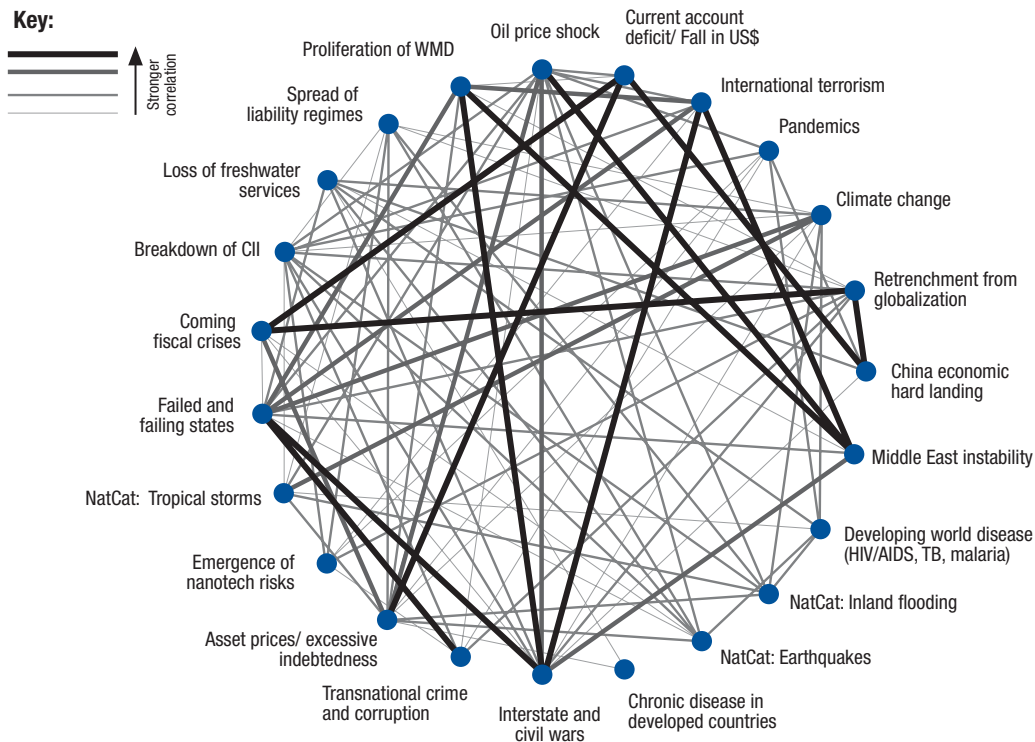 Key:
Stronger
correlation
Oil price shock
Current account
deficit/ Fall in US$
International terrorism
Pandemics
Climate change
Retrenchment from
globalization
China economic
hard landing
Middle East instability
Developing world disease
(HIV/AIDS, TB, malaria)
NatCat: Inland flooding
NatCat: Earthquakes
Chronic disease in
developed countries
Interstate and
civil wars
Transnational crime
and corruption
Asset prices/ excessive
indebtedness
Emergence of
nanotech risks
NatCat: Tropical storms
Failed and
failing states
Coming
fiscal crises
Breakdown of CII
Loss of freshwater
services
Spread of
liability regimes
Proliferation of WMD